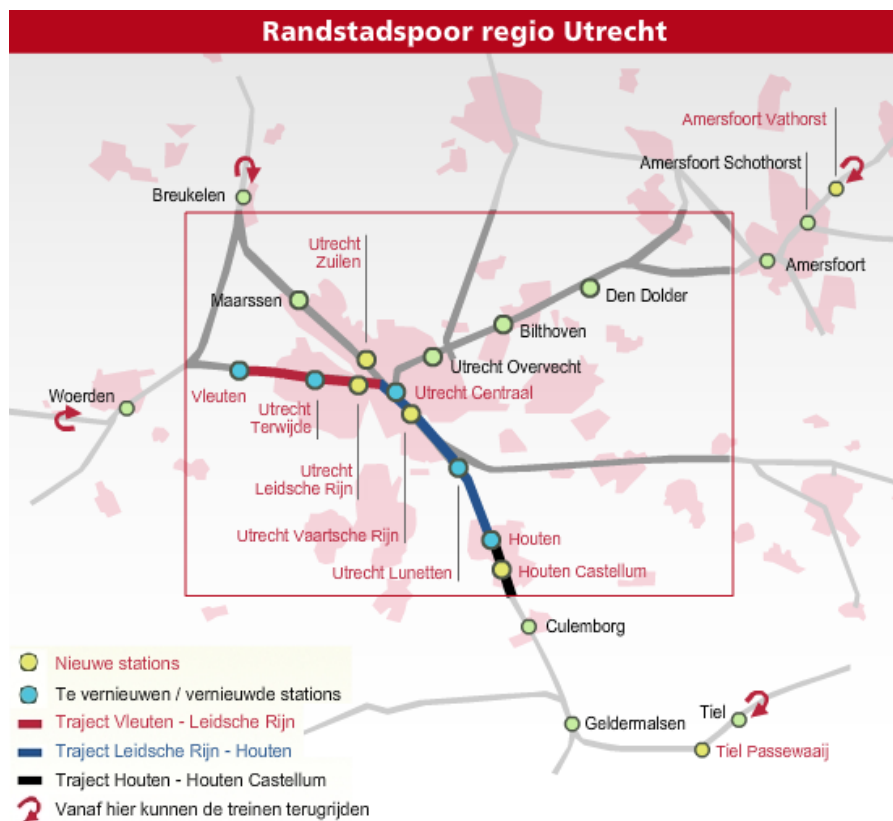 Randstadspoor regio Utrecht
Amersfoort Vathorst
Amersfoort Schothorst
Breukelen
Utrecht
Zuilen
Amersfoort
Maarssen
Den Dolder
Bilthoven
Utrecht Overvecht
Vleuten
Utrecht Centraal
Woerden
Utrecht
Terwijde
Utrecht
Leidsche Rijn
Utrecht Vaartsche Rijn
Houten
Utrecht Lunetten
Houten Castellum
Culemborg
Nieuwe stations
Te vernieuwen / vernieuwde stations
Traject Vleuten - Leidsche Rijn
Geldermalsen
Tiel
Traject Leidsche Rijn - Houten
Tiel Passewaaij
Traject Houten - Houten Castellum
Vanaf hier kunnen de treinen terugrijden